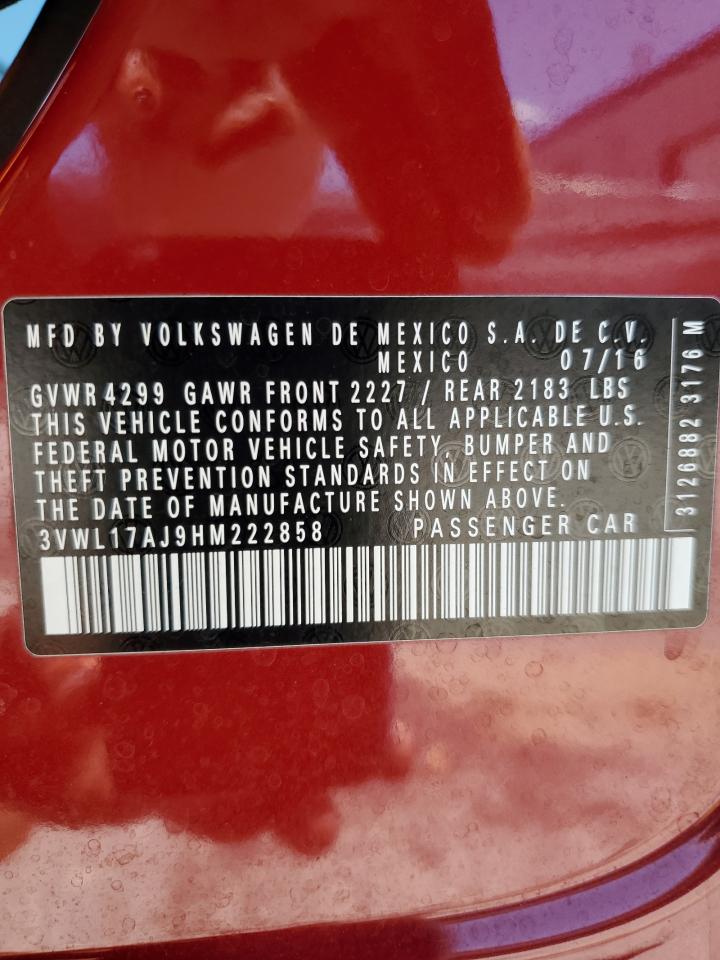 MFD BY VOLKSWAGEN DE MEXICO S.A. DE C.V.
MEXICO 07/16
GVWR 4299 GAWR FRONT 2227 / REAR 2183 LBS
THIS VEHICLE CONFORMS TO ALL APPLICABLE U.S.
FEDERAL MOTOR VEHICLE SAFETY, BUMPER AND
THEFT PREVENTION STANDARDS IN EFFECT ON
THE DATE OF MANUFACTURE SHOWN ABOVE.
3VWL17AJ9HM222858 PASSENGER CAR
3126882 3176 M